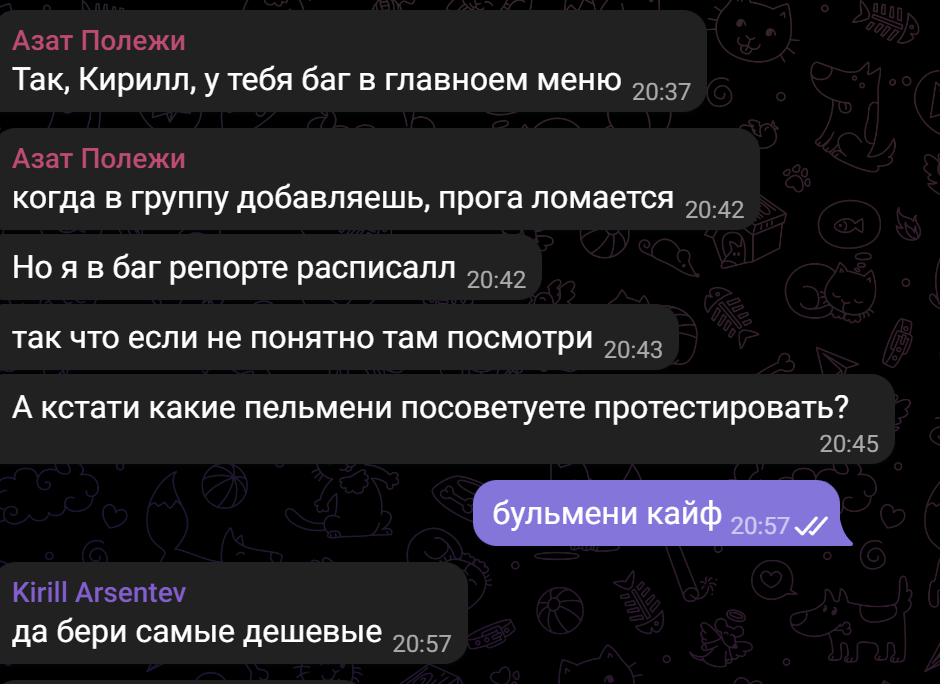 Азат Полежи
Так, Кирилл, у тебя баг в главноем меню 20:37
Азат Полежи
когда в группу добавляешь, прога ломается 20:42
Но я в баг репорте расписалл 20:42
так что если не понятно там посмотри 20:43
А кстати какие пельмени посоветуете протестировать?
20:45
бульмени кайф 20:57
Kirill Arsentev
да бери самые дешевые 20:57